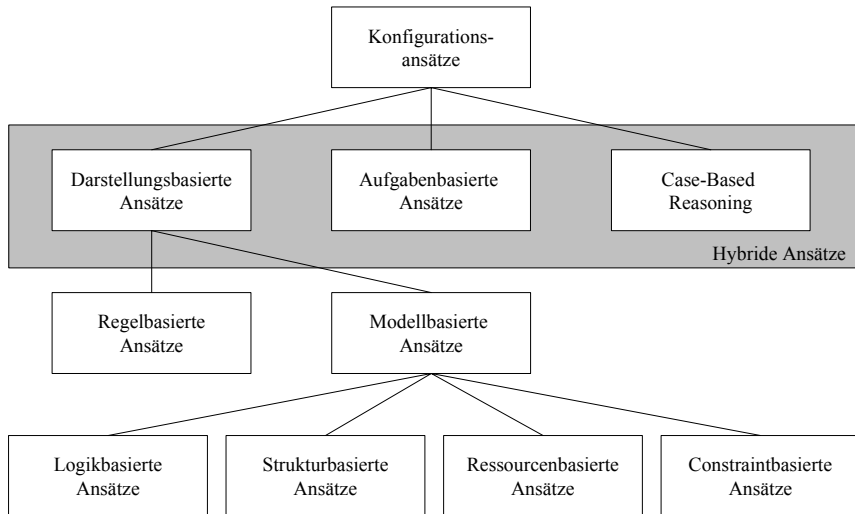 Konfigurations-
ansätze
Darstellungsbasierte
Ansätze
Aufgabenbasierte
Ansätze
Case-Based
Reasoning
Hybride Ansätze
Regelbasierte
Ansätze
Modellbasierte
Ansätze
Logikbasierte
Ansätze
Strukturbasierte
Ansätze
Ressourcenbasierte
Ansätze
Constraintbasierte
Ansätze